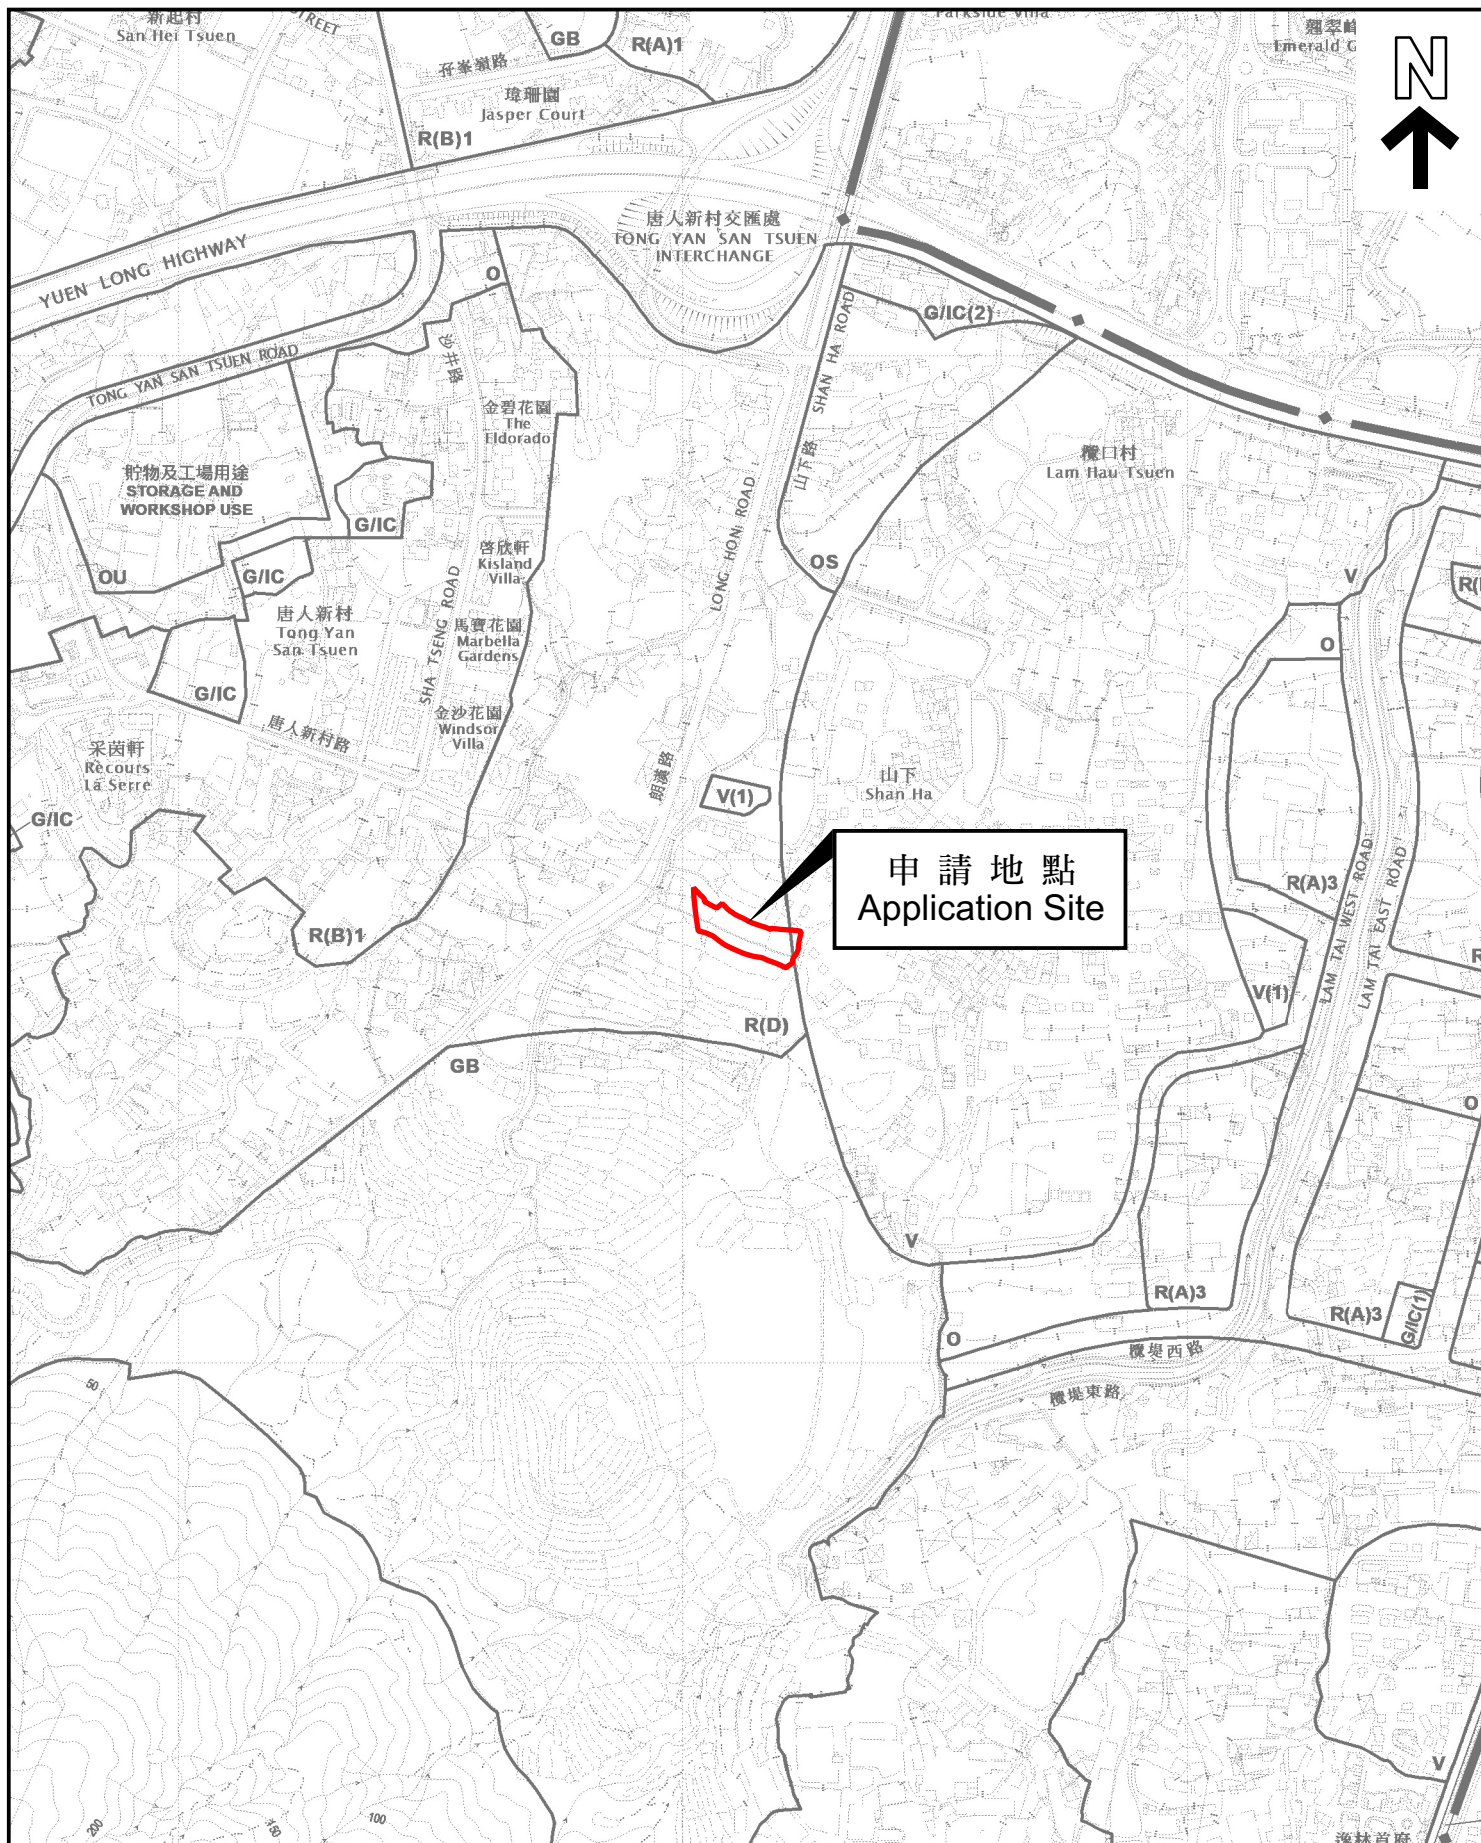 新起村
San Hei Tsuen
STREET
GB
R(A)1
Parkside Villa
翹翠峰
Emerald G
N
孖峯嶺路
瑋珊園
Jasper Court
R(B)1
唐人新村交匯處
TONG YAN SAN TSUEN
INTERCHANGE
YUEN LONG HIGHWAY
O
G/IC(2)
SHAN HA ROAD
TONG YAN SAN TSUEN ROAD
沙井路
金碧花園
The
Eldorado
山下路
欖口村
Lam Hau Tsuen
貯物及工場用途
STORAGE AND
WORKSHOP USE
G/IC
LONG HON ROAD
啓欣軒
Kisland
Villa
OS
OU
G/IC
V
R(
唐人新村
Tong Yan
San Tsuen
SHA TSENG ROAD
馬寶花園
Marbella
Gardens
O
G/IC
唐人新村路
金沙花園
Windsor
Villa
采茵軒
Recours
La Serre
朗漢路
山下
Shan Ha
V(1)
G/IC
申請地點
Application Site
R(A)3
LAM TAI WEST ROAD
LAM TAI EAST ROAD
R(B)1
R
V(1)
R(D)
GB
O
V
R(A)3
R(A)3
G/IC(1)
O
欖堤西路
欖堤東路
50
V
200
150
100
逸林首府